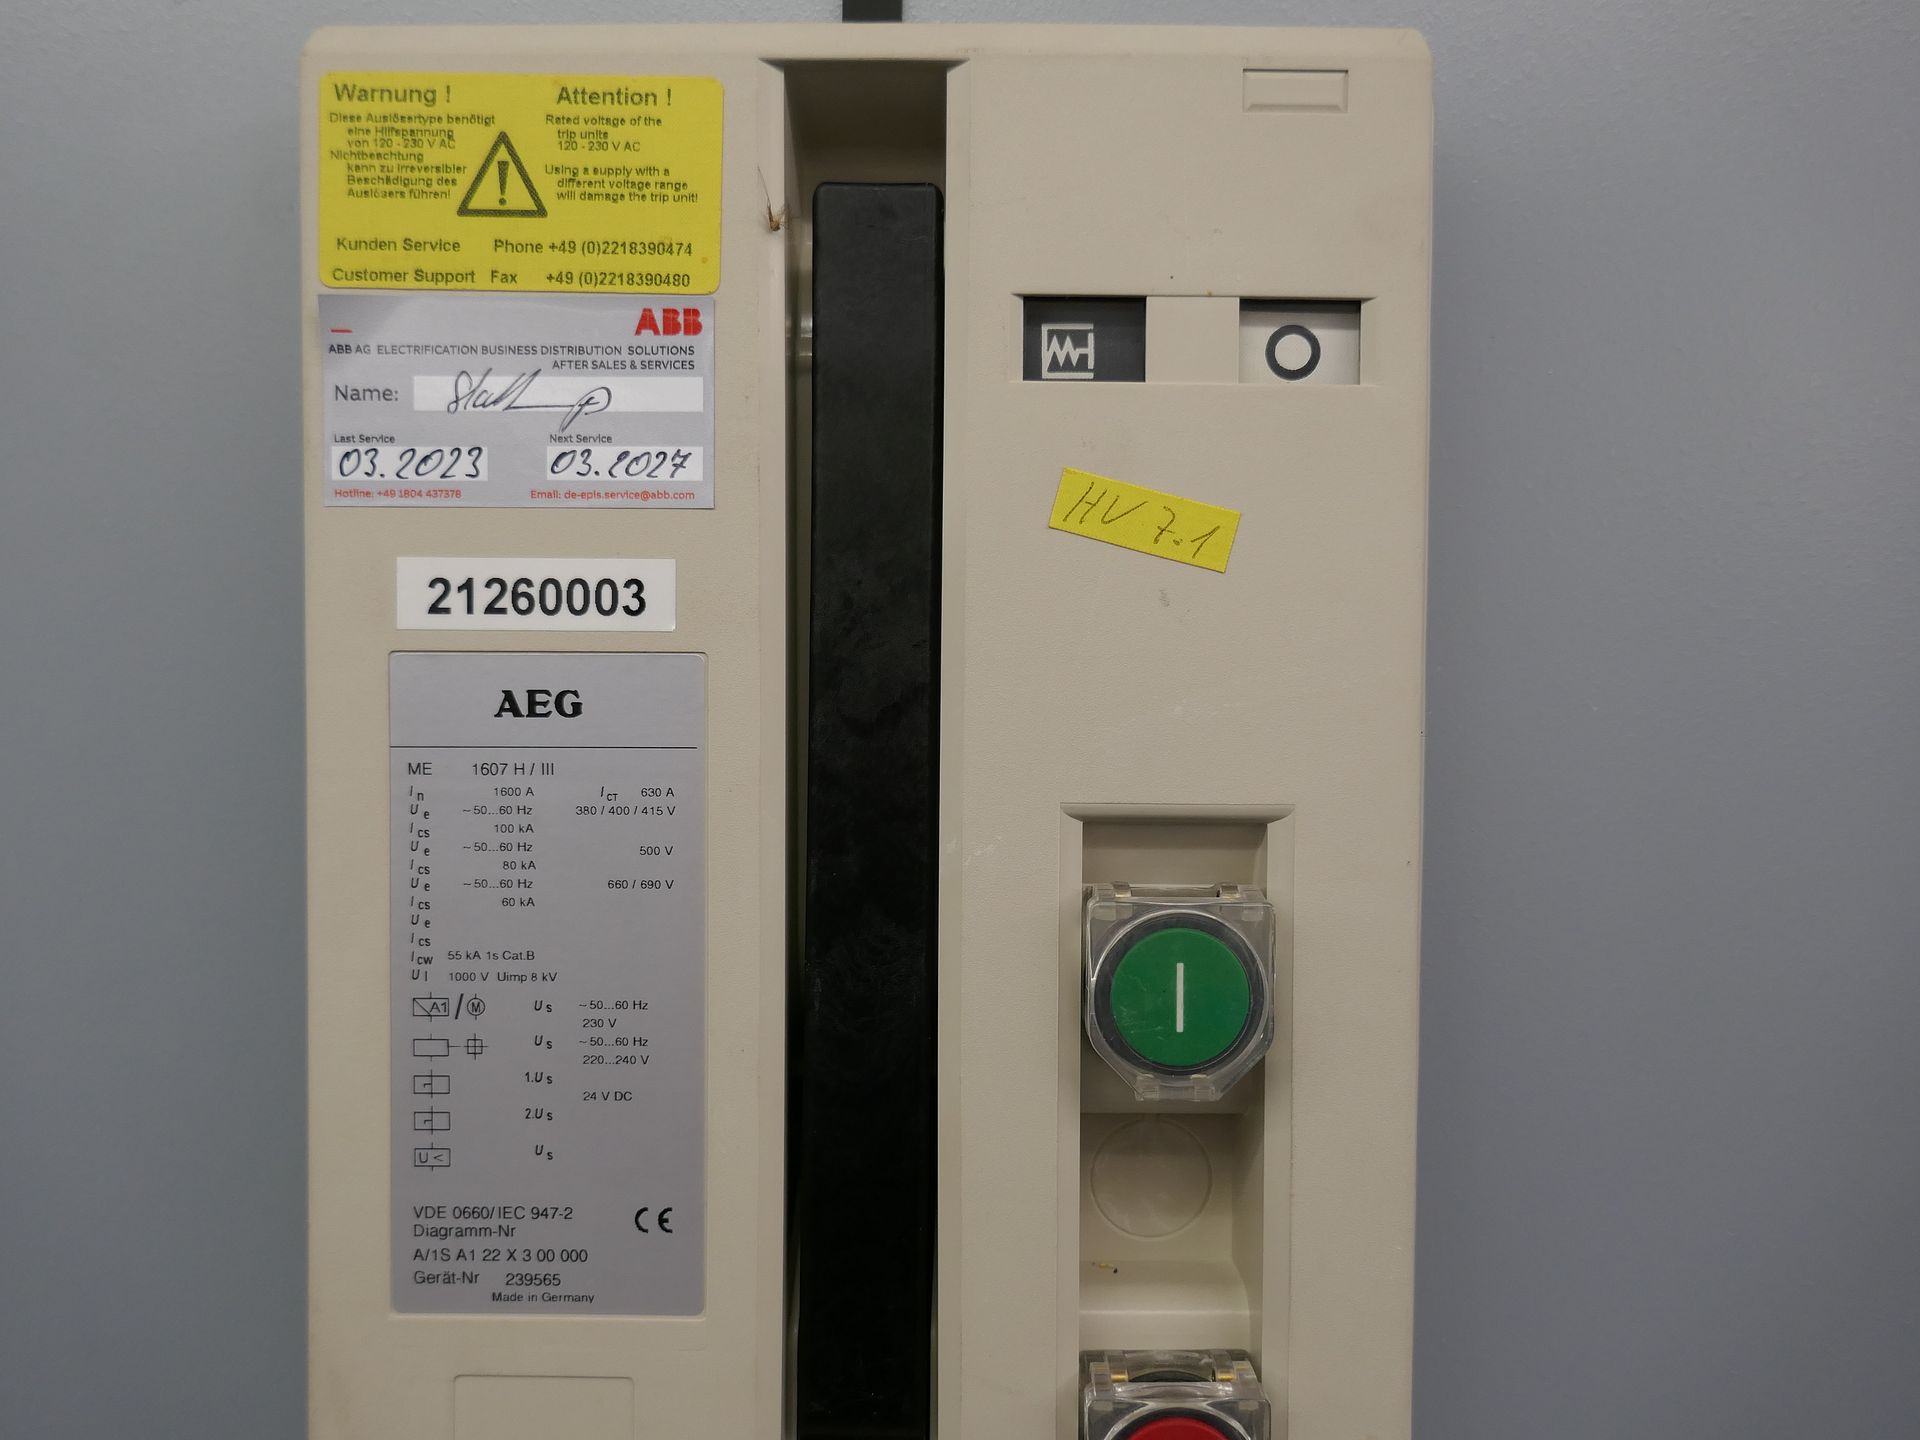 Warnung !
Diese Auslösertype benötigt
eine Hilfspannung
von 120 - 230 V AC
Nichtbeachtung
kann zu irreversibler
Beschädigung des
Auslösers führen!
Attention !
Rated voltage of the
trip units
120 - 230 V AC
Using a supply with a
different voltage range
will damage the trip unit!
Kunden Service Phone +49 (0)2218390474
Customer Support Fax +49 (0)2218390480
ABB
ABB AG ELECTRIFICATION BUSINESS DISTRIBUTION SOLUTIONS
AFTER SALES & SERVICES
Name:
Last Service Next Service
03.2023 03.2027
Hotline: +49 1804 437378 Email: de-epls.service@abb.com
21260003
AEG
ME 1607 H / III
In 1600 A ICT 630 A
Ue ~50...60 Hz 380 / 400 / 415 V
Ics 100 kA
Ue ~50...60 Hz 500 V
Ics 80 kA
Ue ~50...60 Hz 660 / 690 V
Ics 60 kA
Ue
Ics
Icw 55 kA 1s Cat.B
UI 1000 V Uimp 8 kV
A1 / M Us ~50...60 Hz
230 V
Us ~50...60 Hz
220...240 V
1.Us
24 V DC
2.Us
U< Us
VDE 0660/IEC 947-2 CE
Diagramm-Nr
A/1S A1 22 X 3 00 000
Gerät-Nr 239565
Made in Germany
O
HV 7.1
I